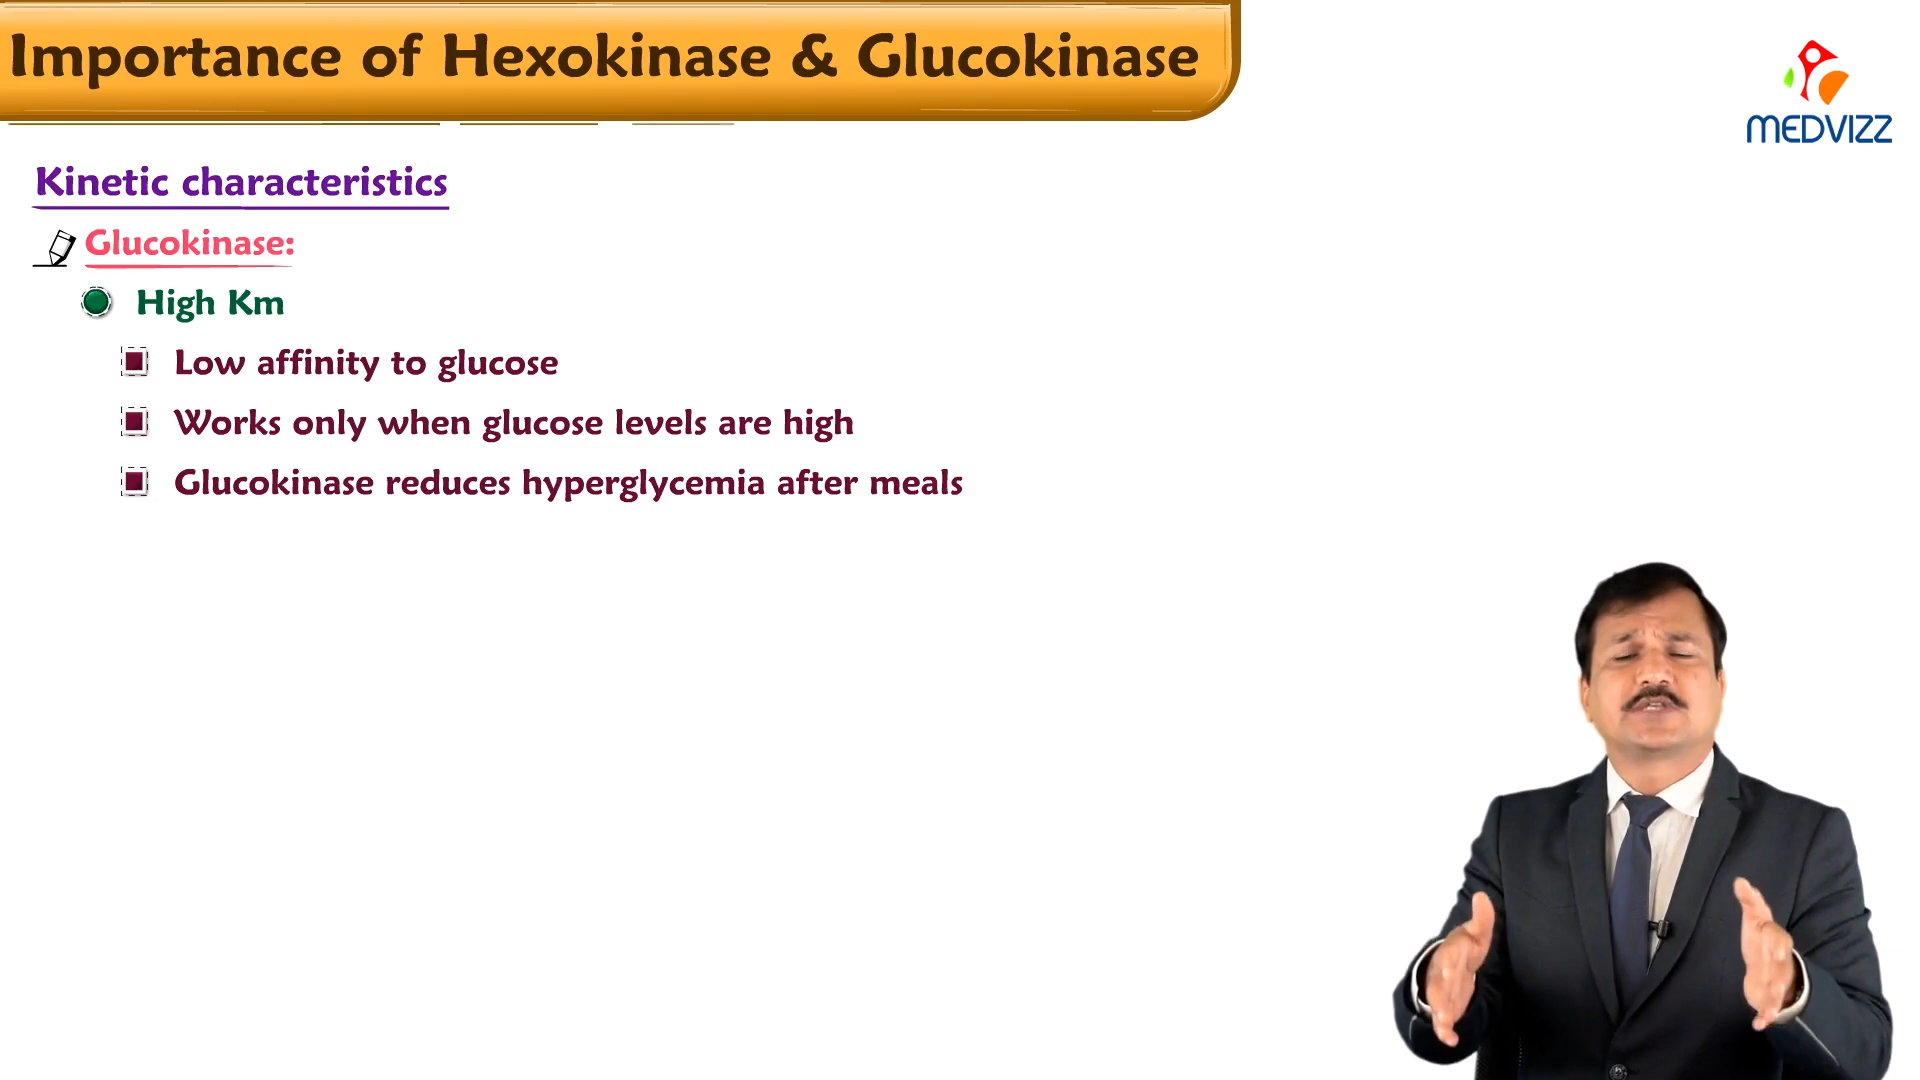 Importance of Hexokinase & Glucokinase
MEDVIZZ
Kinetic characteristics
Glucokinase:
High Km
Low affinity to glucose
Works only when glucose levels are high
Glucokinase reduces hyperglycemia after meals